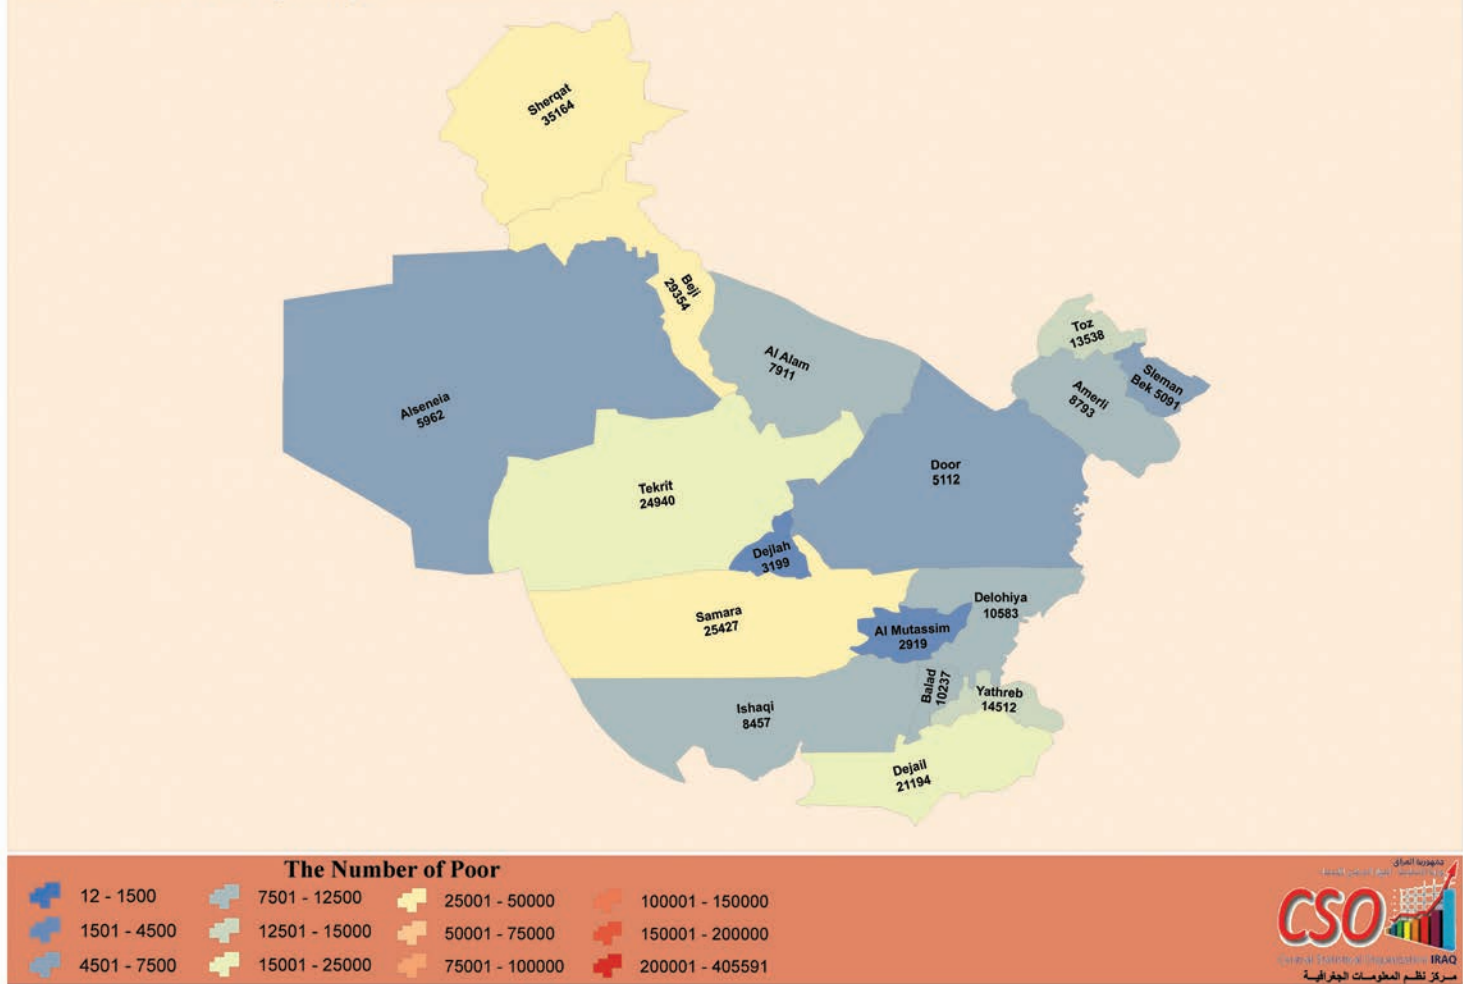 Sherqat
35164
Beji
29354
Al Alam
7911
Toz
13538
Sleman
Bek 5091
Amerli
8793
Alseneia
5962
Door
5112
Tekrit
24940
Dejlah
3199
Delohiya
10583
Samara
25427
Al Mutassim
2919
Balad
10237
Yathreb
14512
Ishaqi
8457
Dejail
21194
The Number of Poor
12 - 1500
1501 - 4500
4501 - 7500
7501 - 12500
12501 - 15000
15001 - 25000
25001 - 50000
50001 - 75000
75001 - 100000
100001 - 150000
150001 - 200000
200001 - 405591
جمهورية العراق
CSO
IRAQ
مركز نظم المعلومات الجغرافية